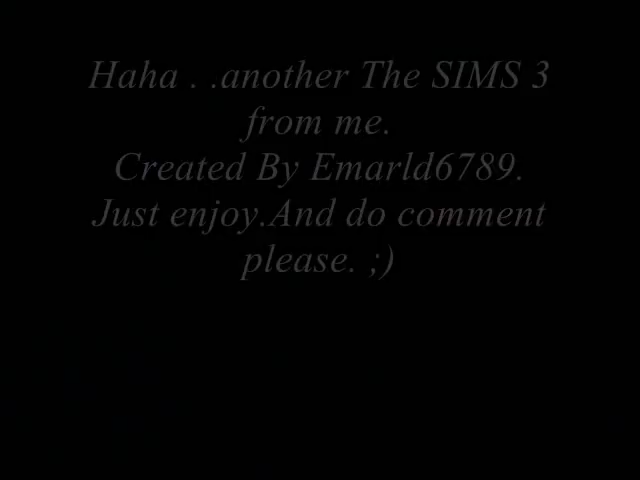 Haha . .another The SIMS 3
from me.
Created By Emarld6789.
Just enjoy.And do comment
please. ;)